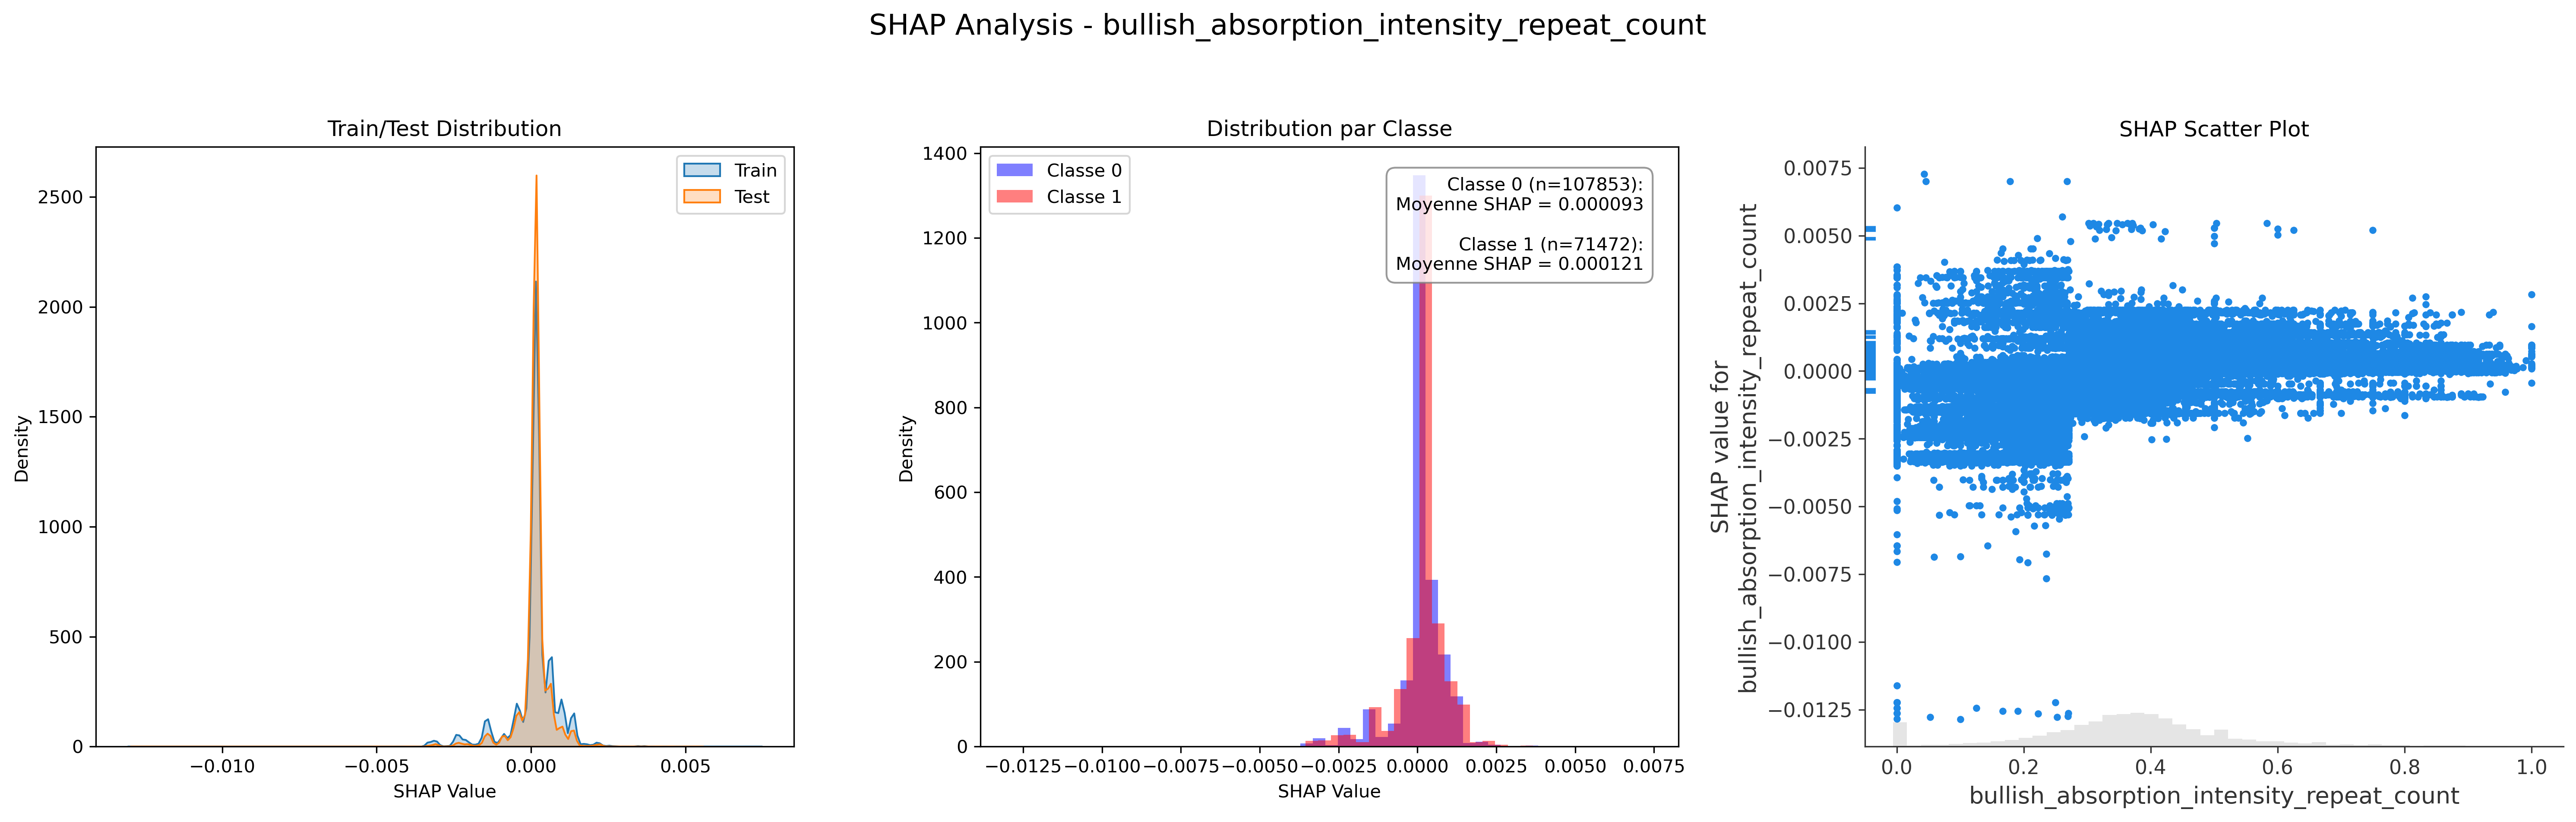 SHAP Analysis - bullish_absorption_intensity_repeat_count
Train/Test Distribution
Train
Test
Density
2500
2000
1500
1000
500
0
−0.010
−0.005
0.000
0.005
SHAP Value
Distribution par Classe
Classe 0
Classe 1
Classe 0 (n=107853):
Moyenne SHAP = 0.000093
Classe 1 (n=71472):
Moyenne SHAP = 0.000121
Density
1400
1200
1000
800
600
400
200
0
−0.0125
−0.0100
−0.0075
−0.0050
−0.0025
0.0000
0.0025
0.0050
0.0075
SHAP Value
SHAP Scatter Plot
SHAP value for
bullish_absorption_intensity_repeat_count
0.0075
0.0050
0.0025
0.0000
−0.0025
−0.0050
−0.0075
−0.0100
−0.0125
0.0
0.2
0.4
0.6
0.8
1.0
bullish_absorption_intensity_repeat_count